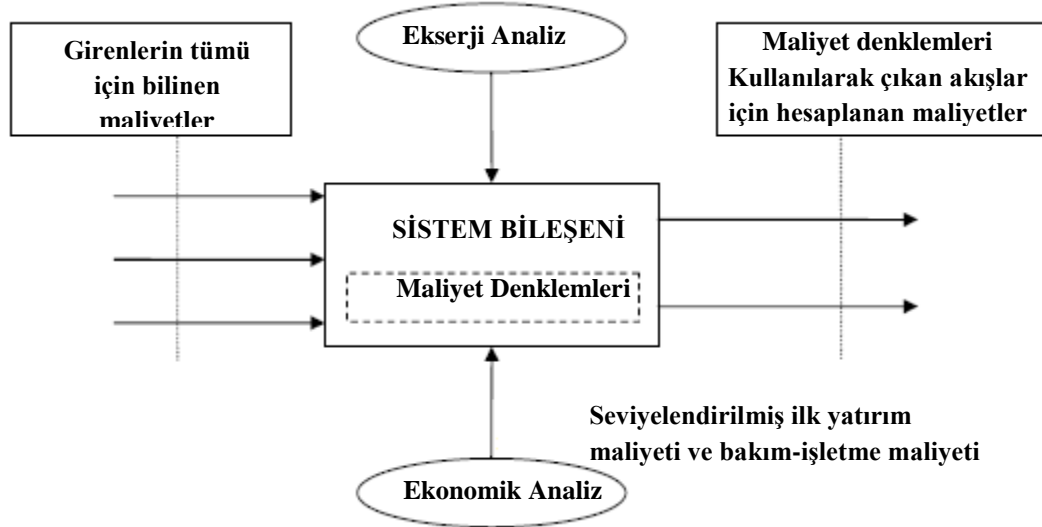 Girenlerin tümü
için bilinen
maliyetler
Ekserji Analiz
Maliyet denklemleri
Kullanılarak çıkan akışlar
için hesaplanan maliyetler
SİSTEM BİLEŞENİ
Maliyet Denklemleri
Seviyelendirilmiş ilk yatırım
maliyeti ve bakım-işletme maliyeti
Ekonomik Analiz